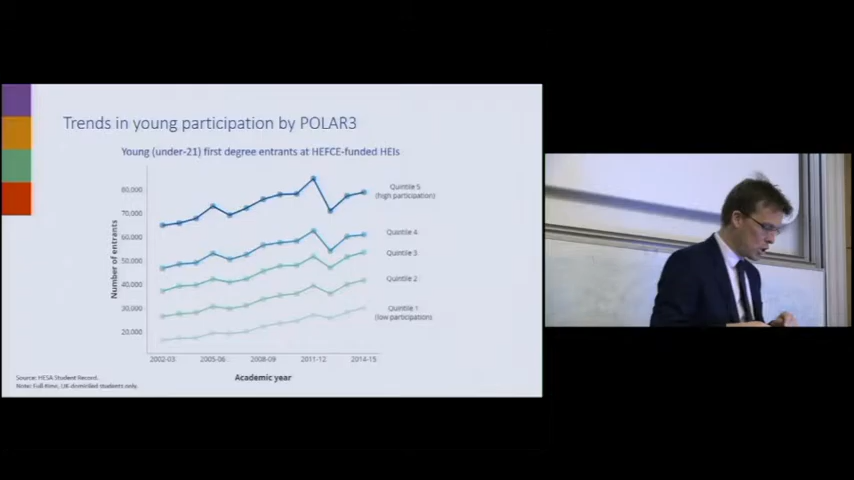 Trends in young participation by POLAR3
Young (under-21) first degree entrants at HEFCE-funded HEIs
80,000
70,000
60,000
50,000
40,000
30,000
20,000
Number of entrants
Quintile 5
(high participation)
Quintile 4
Quintile 3
Quintile 2
Quintile 1
(low participation)
2002-03
2005-06
2008-09
2011-12
2014-15
Academic year
Source: HESA Student Record.
Note: Full-time, UK-domiciled students only.